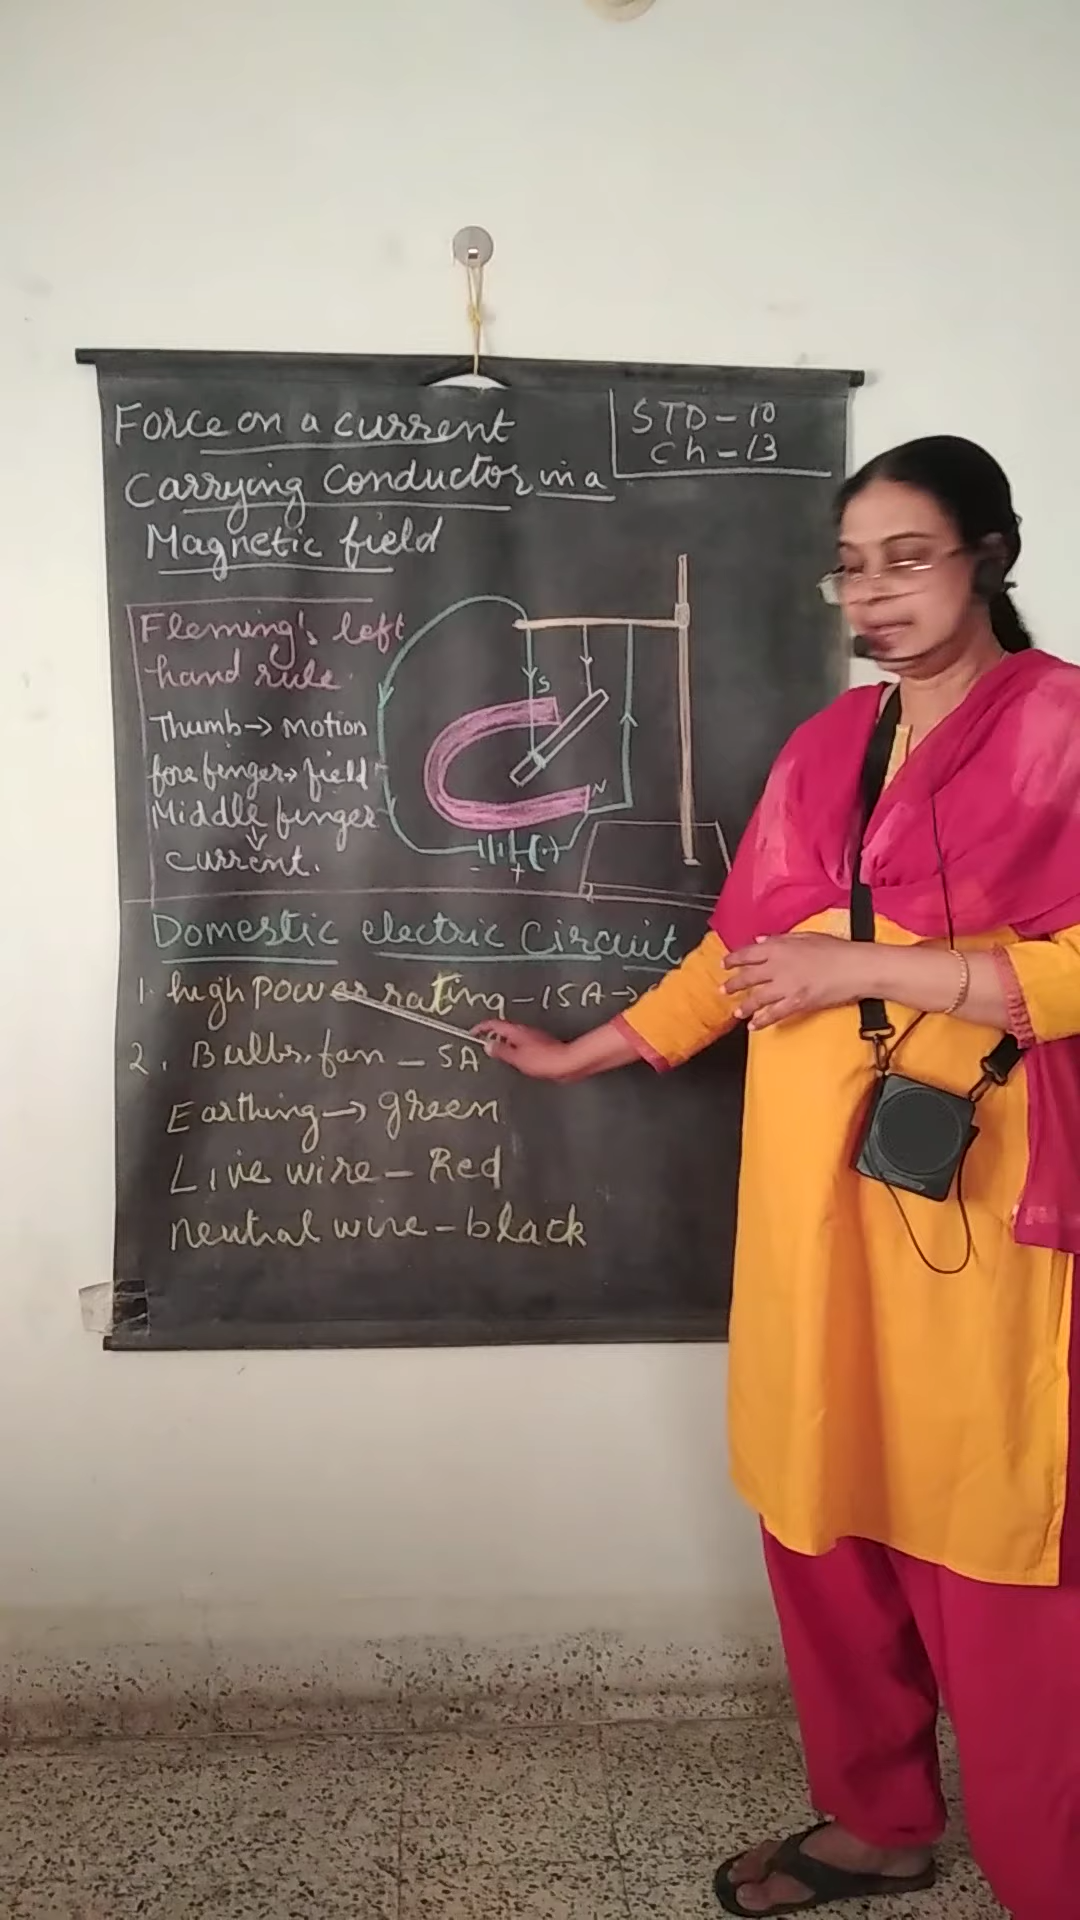 Force on a current
STD - 10
Ch - 13
Carrying Conductor in a
Magnetic field
Fleming's left
hand rule.
Thumb → Motion
fore finger → field
Middle finger
↓
current.
S
N
- +
Domestic electric Circuit
1. high power rating - 15A →
2. Bulbs, fan - 5A
Earthing → green
Live wire - Red
neutral wire - black